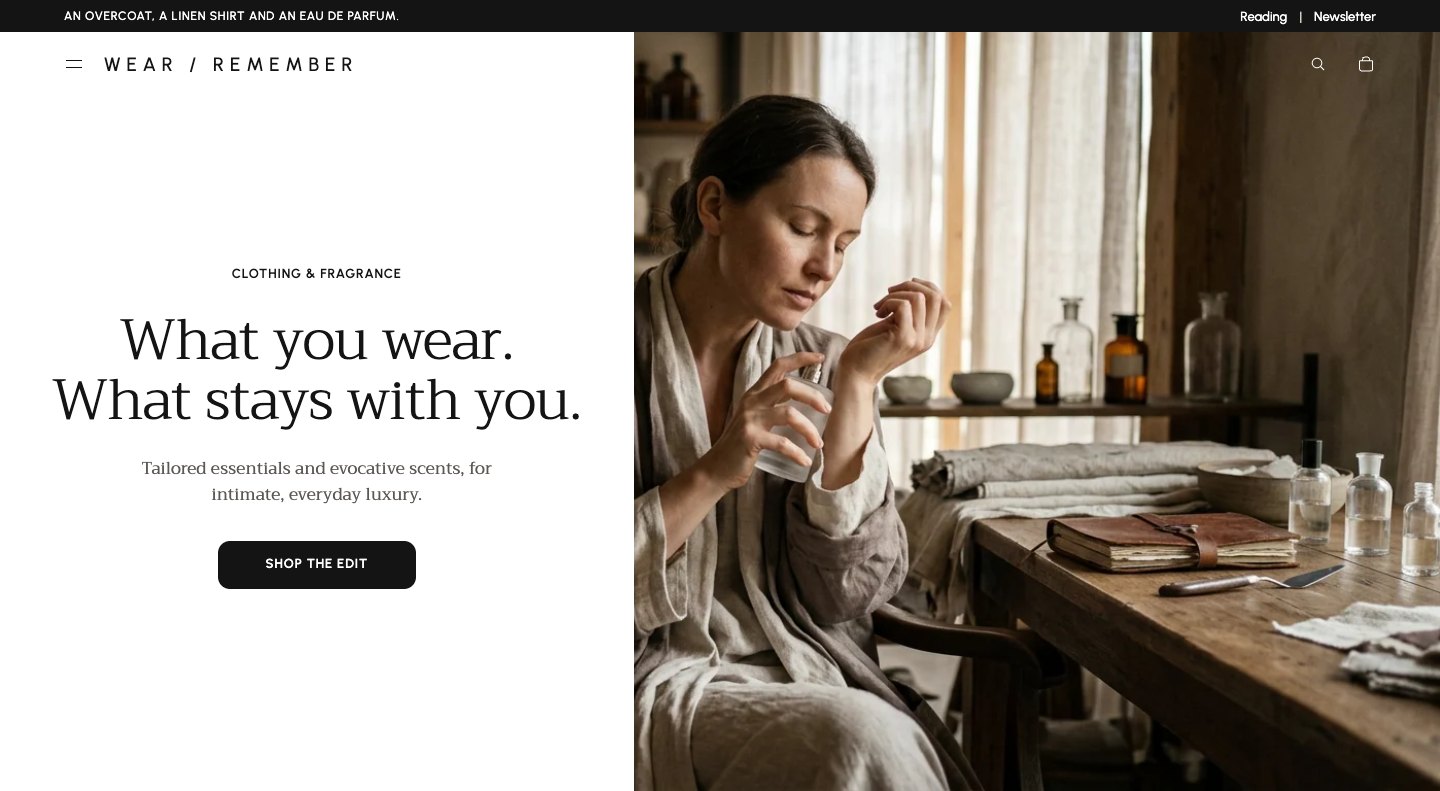 AN OVERCOAT, A LINEN SHIRT AND AN EAU DE PARFUM.
Reading | Newsletter
WEAR / REMEMBER
CLOTHING & FRAGRANCE
What you wear.
What stays with you.
Tailored essentials and evocative scents, for
intimate, everyday luxury.
SHOP THE EDIT